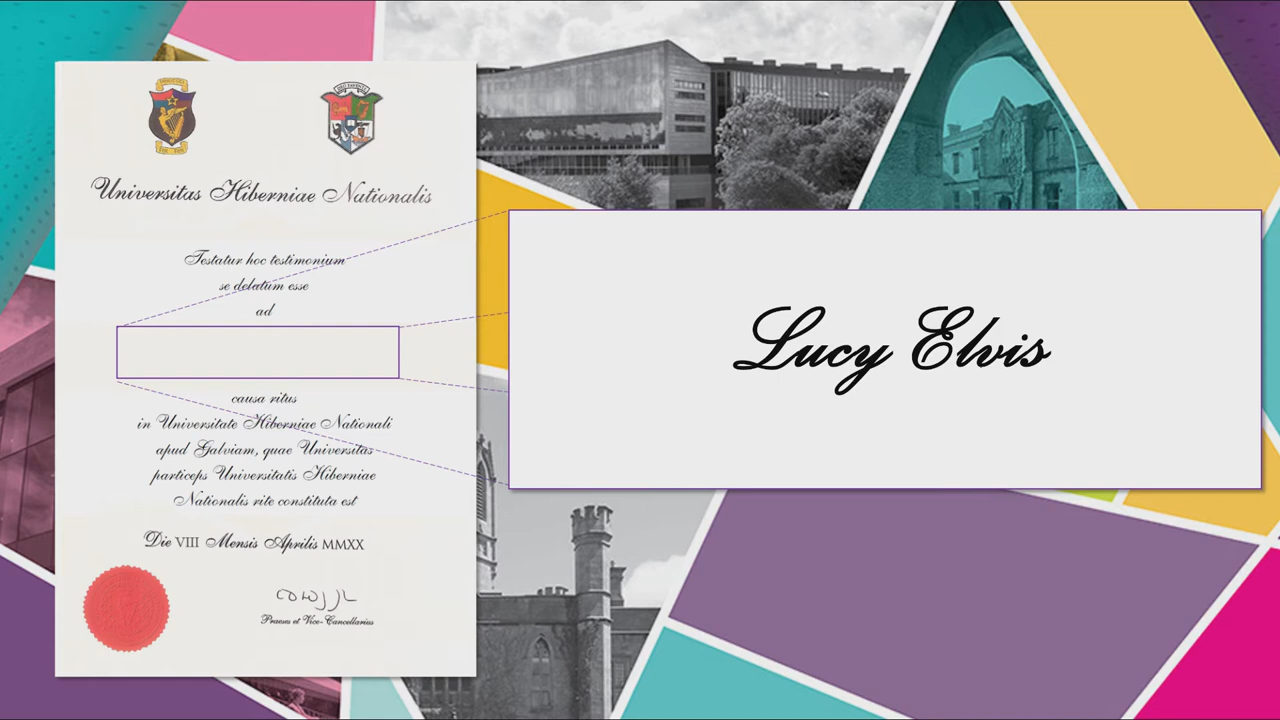 Universitas Hiberniae Nationalis
Testatur hoc testimonium
se delatum esse
ad
causa ritus
in Universitate Hiberniae Nationali
apud Galviam, quae Universitas
particeps Universitatis Hiberniae
Nationalis rite constituta est
Die VIII Mensis Aprilis MMXX
Praeses et Vice-Cancellarius
Lucy Elvis